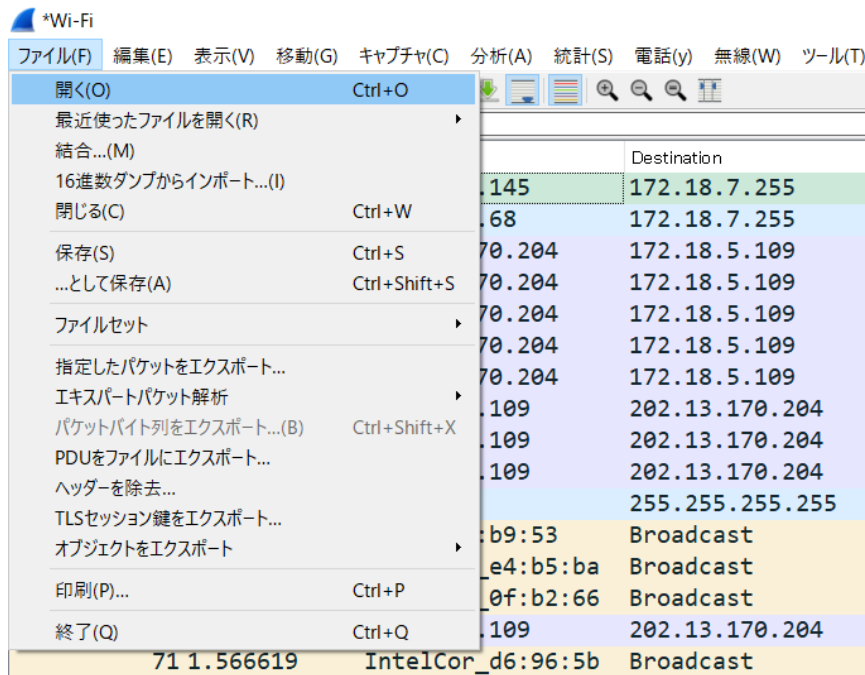 *Wi-Fi
ファイル(F) 編集(E) 表示(V) 移動(G) キャプチャ(C) 分析(A) 統計(S) 電話(y) 無線(W) ツール(T)
開く(O) Ctrl+O
最近使ったファイルを開く(R)
結合...(M)
16進数ダンプからインポート...(I)
閉じる(C) Ctrl+W
保存(S) Ctrl+S
...として保存(A) Ctrl+Shift+S
ファイルセット
指定したパケットをエクスポート...
エキスパートパケット解析
パケットバイト列をエクスポート...(B) Ctrl+Shift+X
PDUをファイルにエクスポート...
ヘッダーを除去...
TLSセッション鍵をエクスポート...
オブジェクトをエクスポート
印刷(P)... Ctrl+P
終了(Q) Ctrl+Q
Destination
.145 172.18.7.255
.68 172.18.7.255
70.204 172.18.5.109
70.204 172.18.5.109
70.204 172.18.5.109
70.204 172.18.5.109
70.204 172.18.5.109
.109 202.13.170.204
.109 202.13.170.204
.109 202.13.170.204
255.255.255.255
:b9:53 Broadcast
_e4:b5:ba Broadcast
_0f:b2:66 Broadcast
.109 202.13.170.204
71 1.566619 IntelCor_d6:96:5b Broadcast